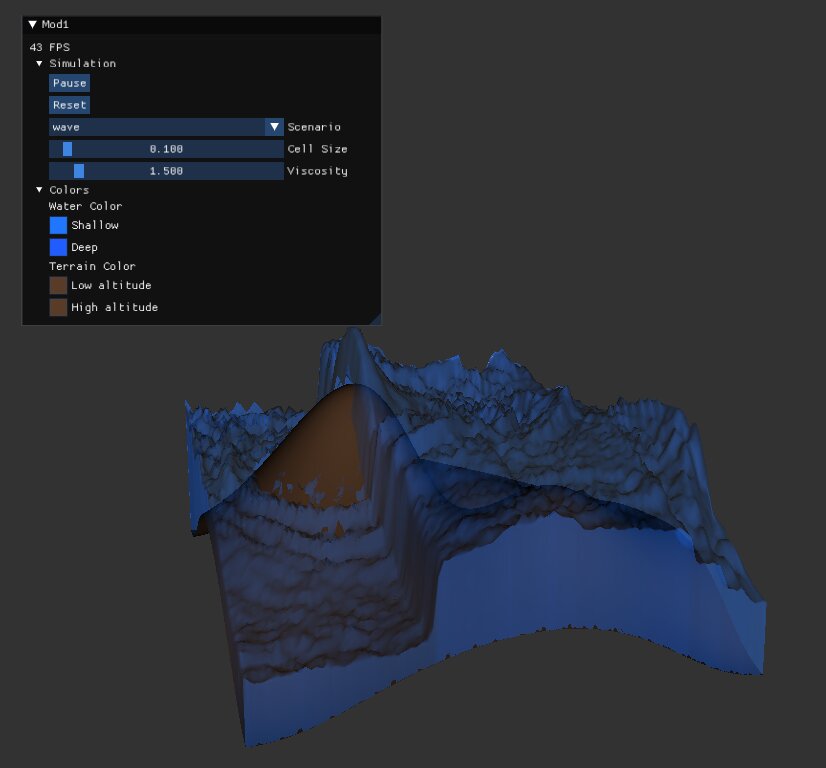 Mod1
43 FPS
Simulation
Pause
Reset
wave Scenario
0.100 Cell Size
1.500 Viscosity
Colors
Water Color
Shallow
Deep
Terrain Color
Low altitude
High altitude